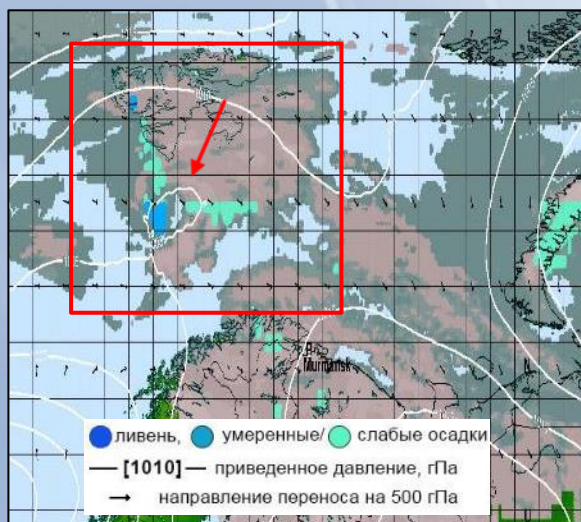 Murmansk
ливень, умеренные/ слабые осадки
[1010] приведенное давление, гПа
направление переноса на 500 гПа